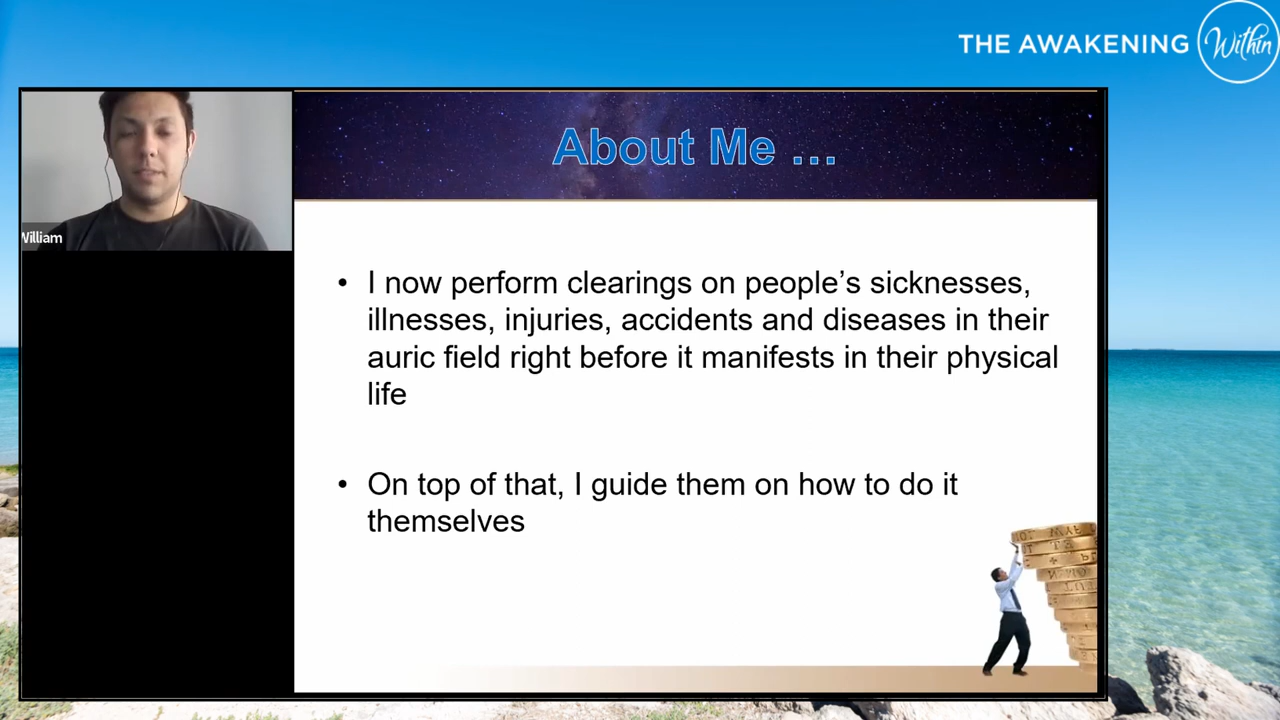 THE AWAKENING Within
About Me ...
William
• I now perform clearings on people’s sicknesses,
illnesses, injuries, accidents and diseases in their
auric field right before it manifests in their physical
life
• On top of that, I guide them on how to do it
themselves